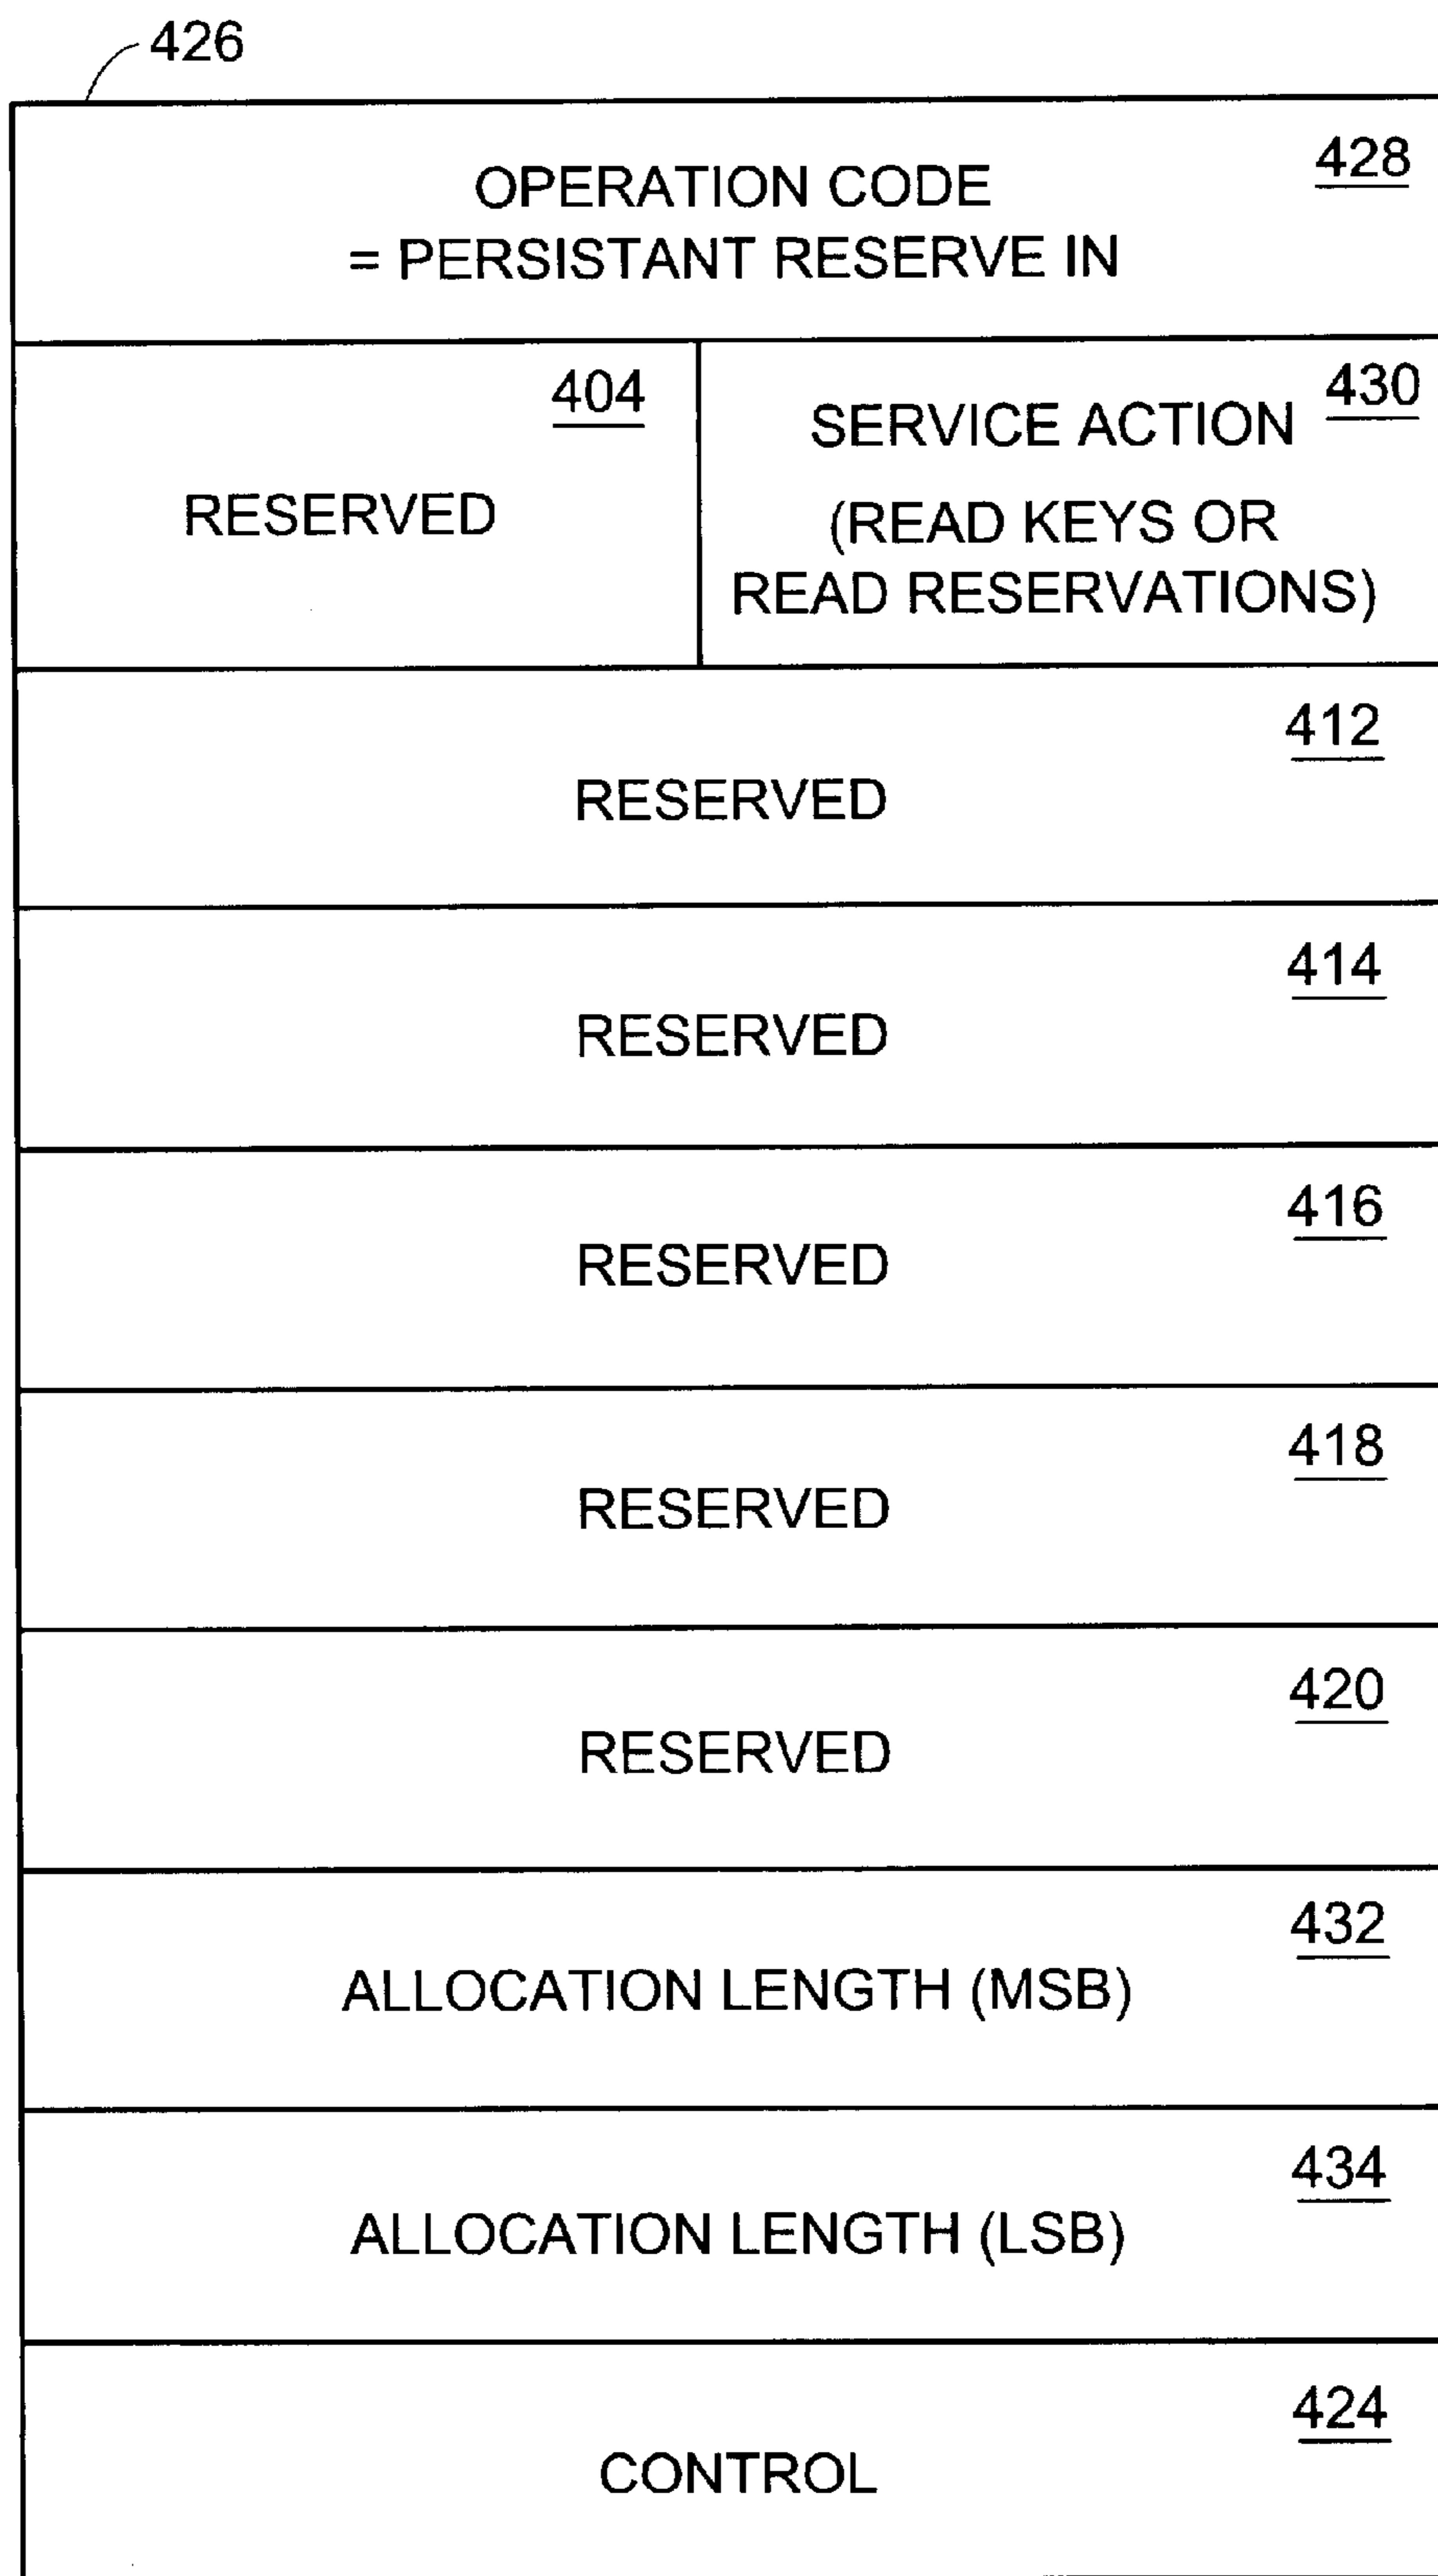 426
428
OPERATION CODE
= PERSISTANT RESERVE IN
404
RESERVED
430
SERVICE ACTION
(READ KEYS OR
READ RESERVATIONS)
412
RESERVED
414
RESERVED
416
RESERVED
418
RESERVED
420
RESERVED
432
ALLOCATION LENGTH (MSB)
434
ALLOCATION LENGTH (LSB)
424
CONTROL